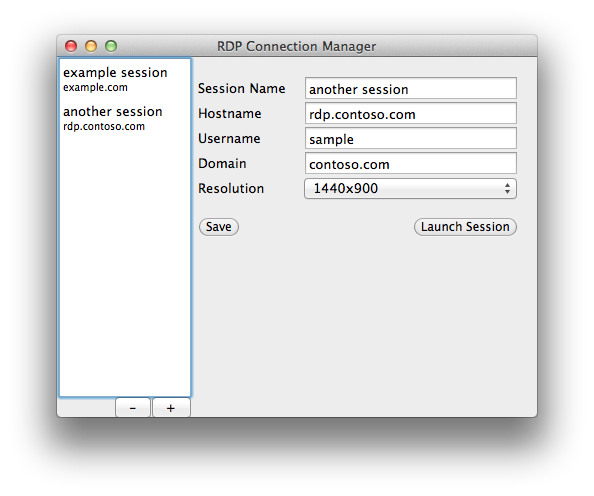 RDP Connection Manager
example session
example.com
another session
rdp.contoso.com
Session Name another session
Hostname rdp.contoso.com
Username sample
Domain contoso.com
Resolution 1440x900
Save Launch Session
- +